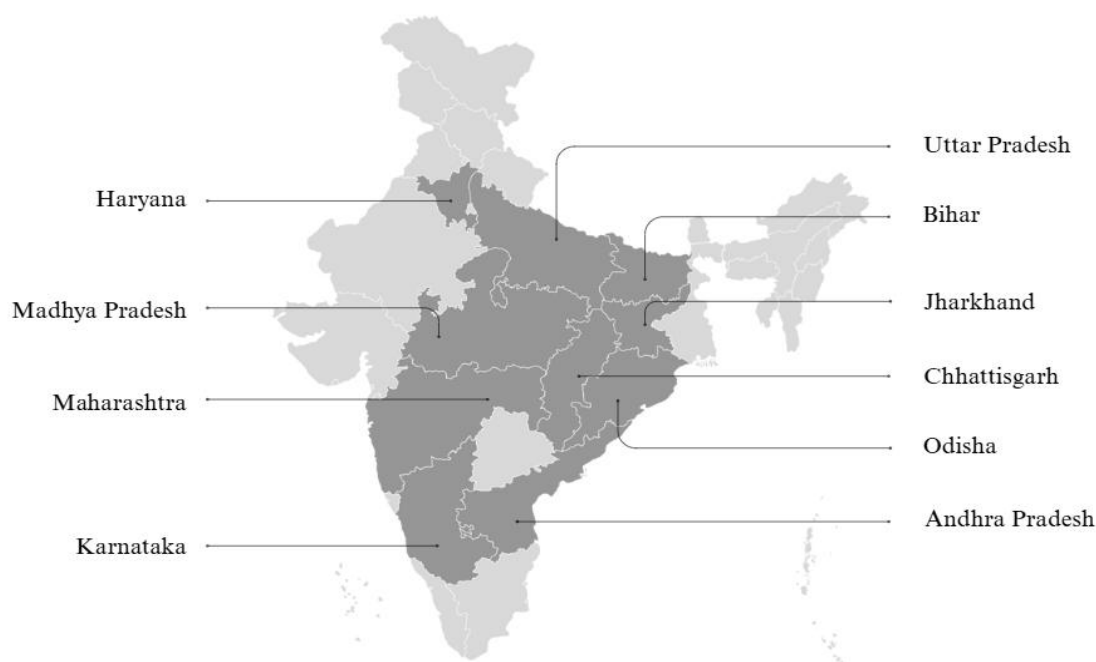 Uttar Pradesh
Haryana
Bihar
Madhya Pradesh
Jharkhand
Chhattisgarh
Maharashtra
Odisha
Andhra Pradesh
Karnataka